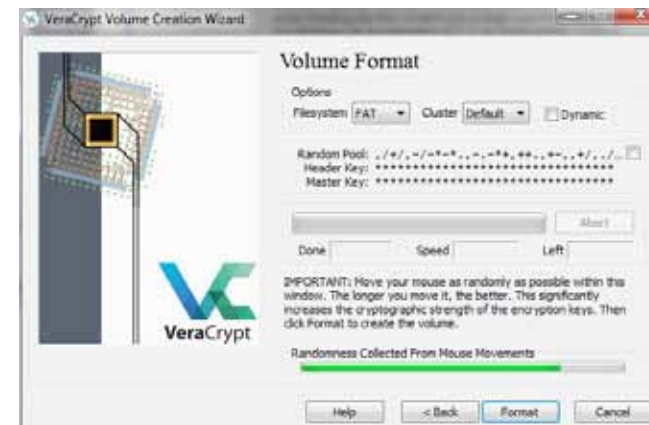 VeraCrypt Volume Creation Wizard
Volume Format
Options
Filesystem FAT Cluster Default Dynamic
Random Pool:
Header Key: ********************************
Master Key: ********************************
Abort
Done Speed Left
IMPORTANT: Move your mouse as randomly as possible within this
window. The longer you move it, the better. This significantly
increases the cryptographic strength of the encryption keys. Then
click Format to create the volume.
VeraCrypt
Randomness Collected From Mouse Movements
Help < Back Format Cancel